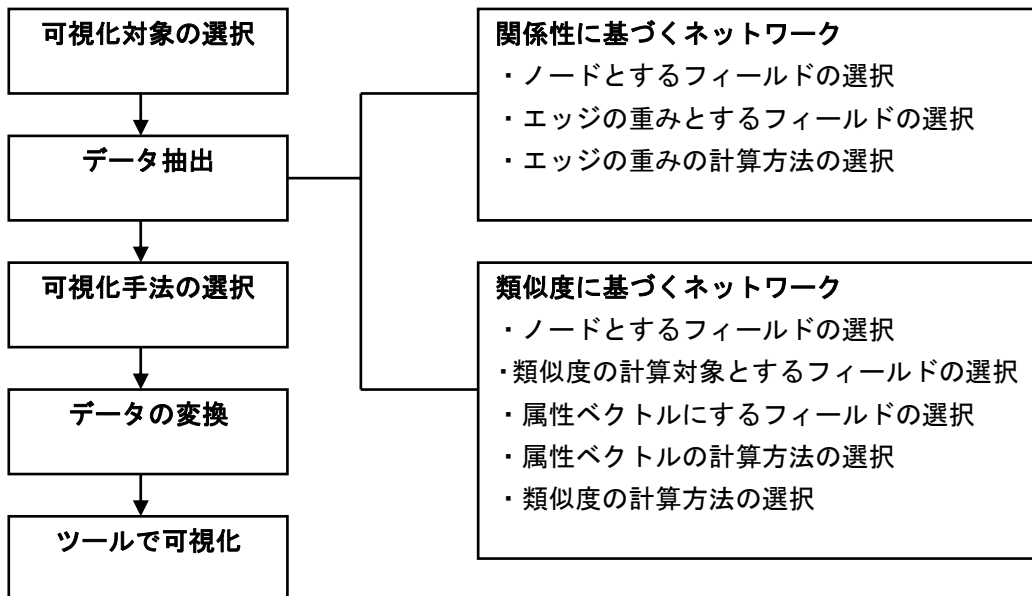 可視化対象の選択
データ抽出
可視化手法の選択
データの変換
ツールで可視化
関係性に基づくネットワーク
・ノードとするフィールドの選択
・エッジの重みとするフィールドの選択
・エッジの重みの計算方法の選択
類似度に基づくネットワーク
・ノードとするフィールドの選択
・類似度の計算対象とするフィールドの選択
・属性ベクトルにするフィールドの選択
・属性ベクトルの計算方法の選択
・類似度の計算方法の選択